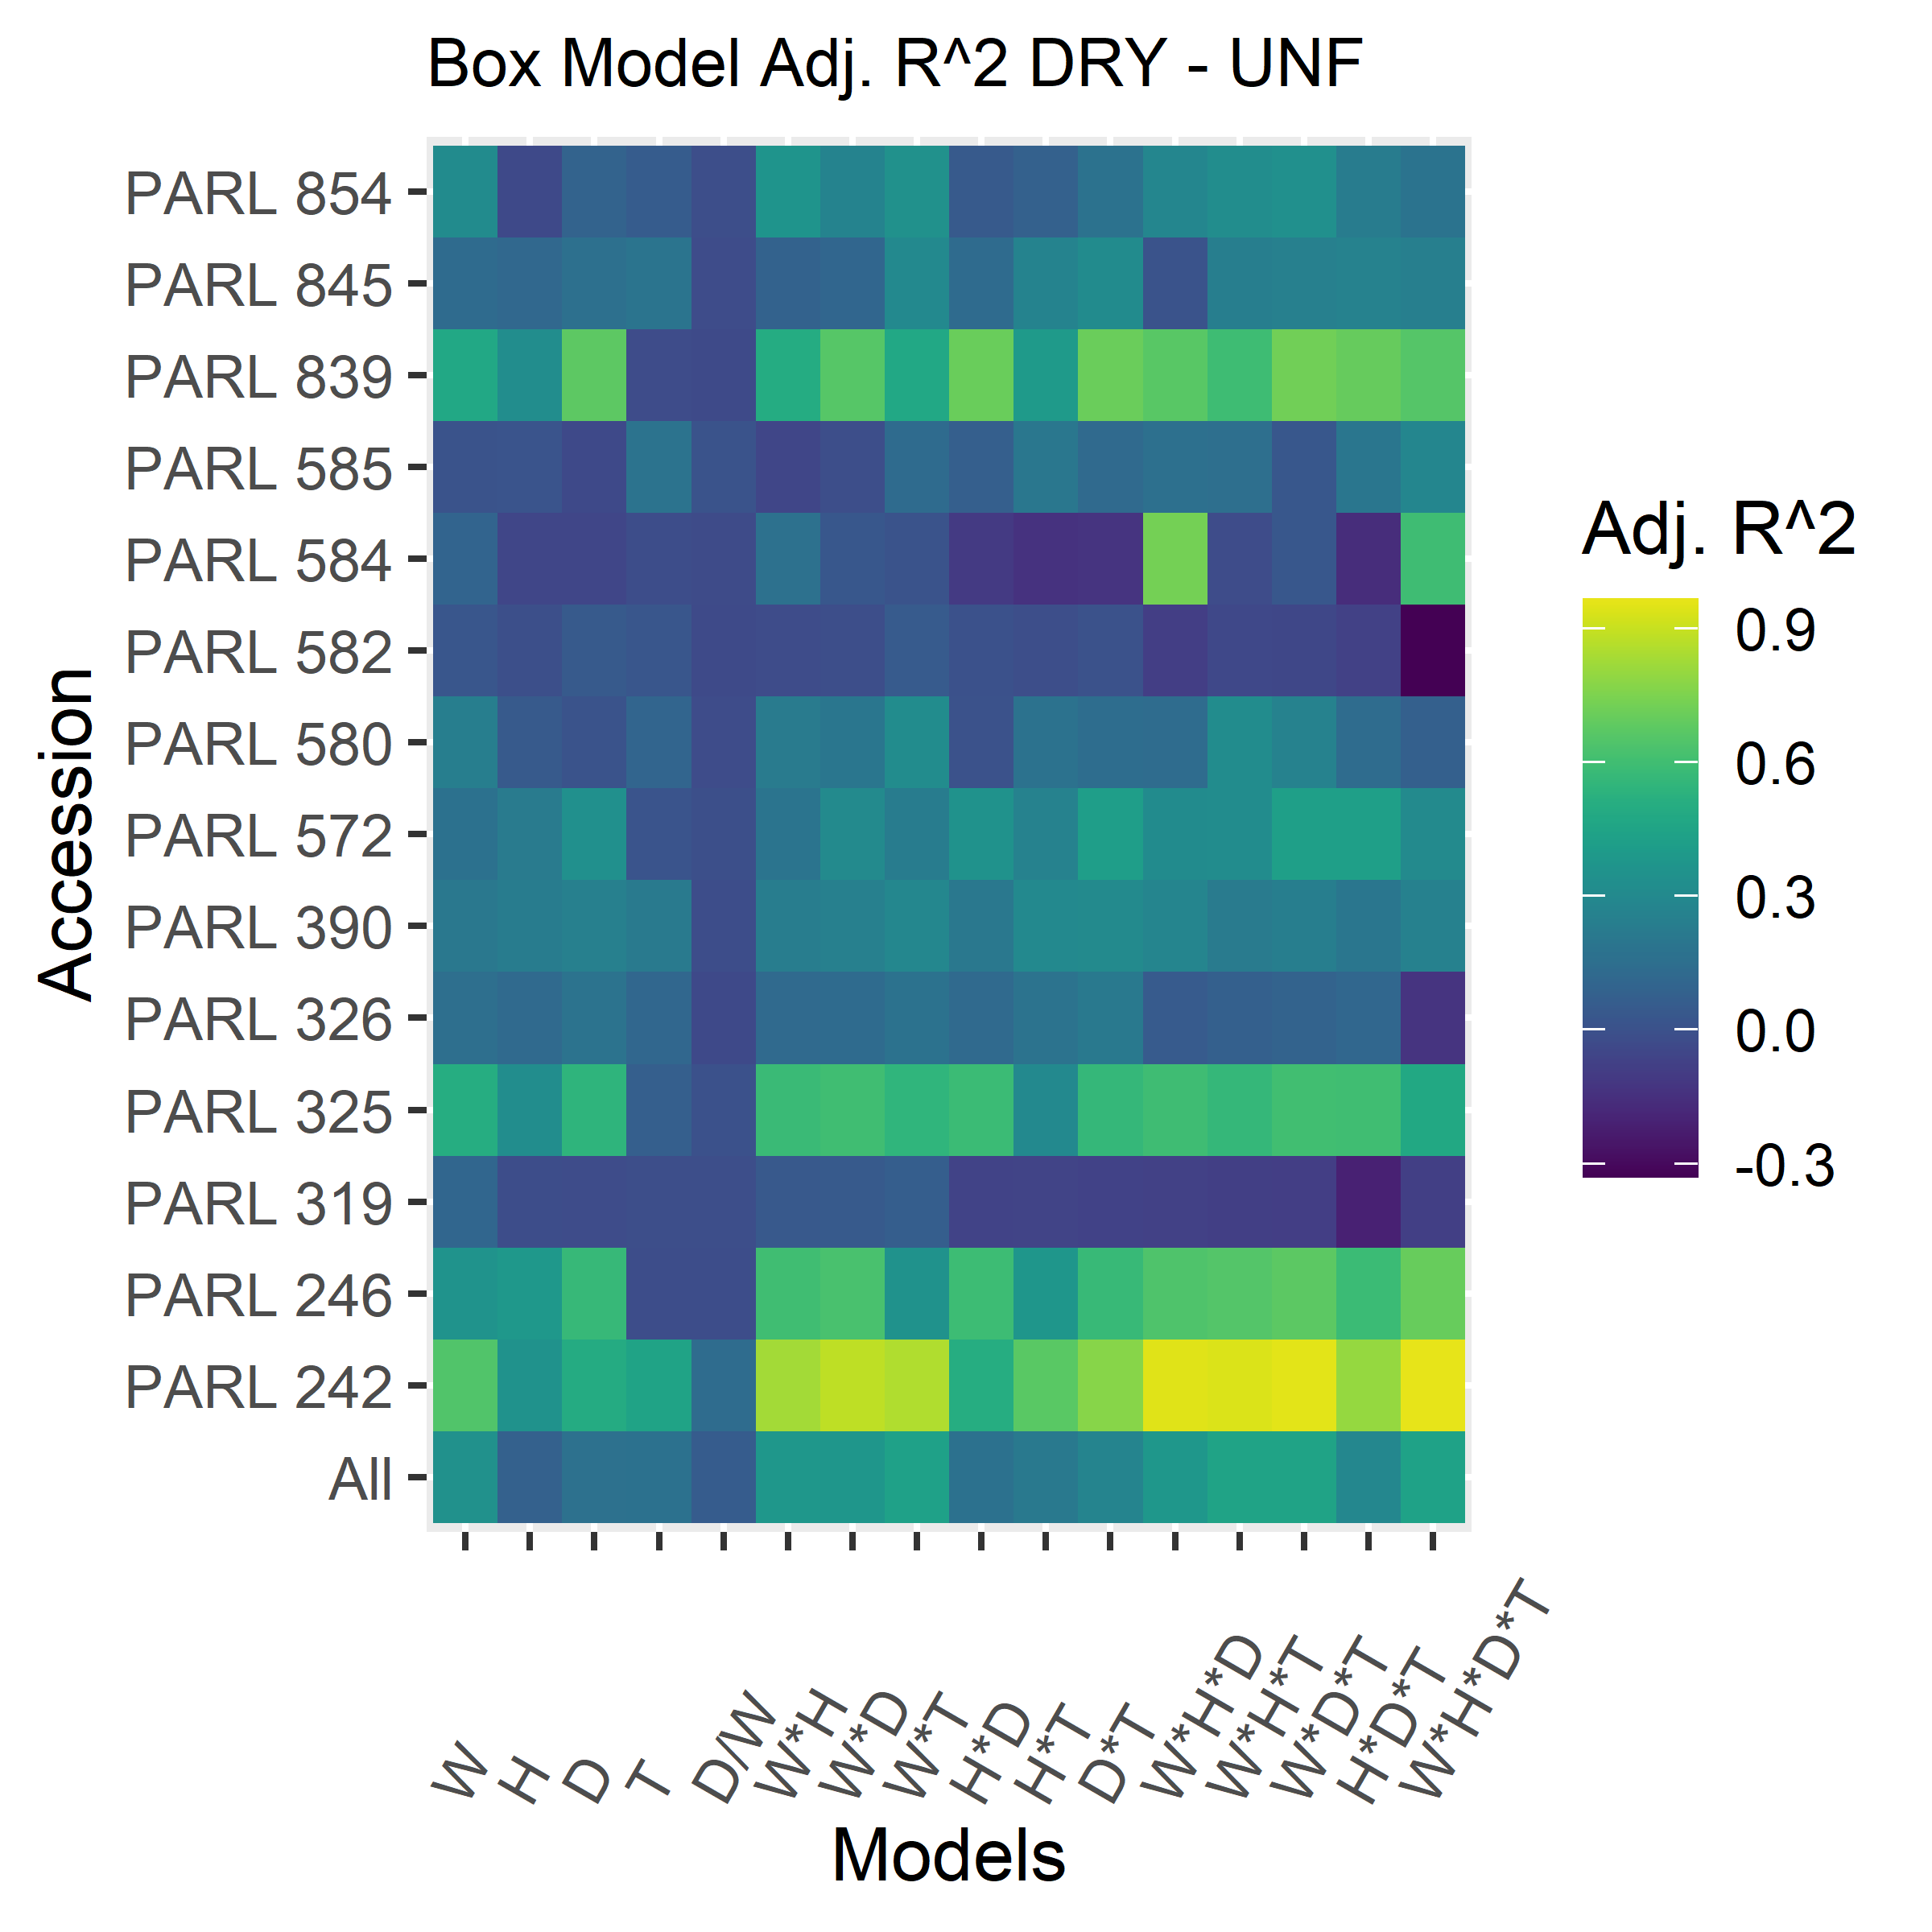 Box Model Adj. R^2 DRY - UNF
PARL 854
PARL 845
PARL 839
PARL 585
PARL 584
PARL 582
PARL 580
PARL 572
PARL 390
PARL 326
PARL 325
PARL 319
PARL 246
PARL 242
All
Accession
W
H
D
T
D/W
W*H
W*D
W*T
H*D
H*T
D*T
W*H*D
W*H*T
W*D*T
H*D*T
W*H*D*T
Models
Adj. R^2
0.9
0.6
0.3
0.0
-0.3